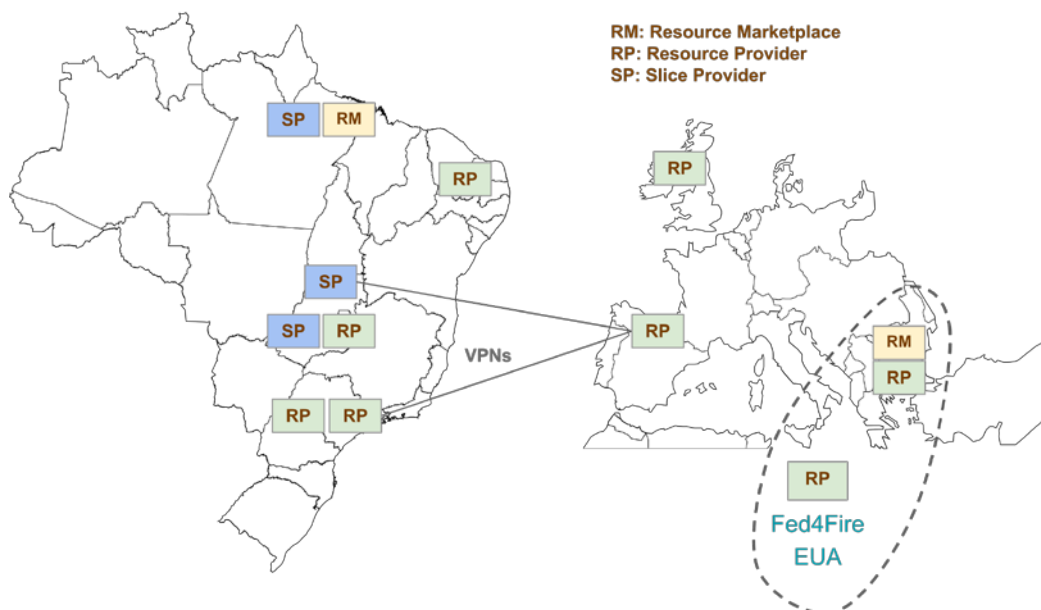 RM: Resource Marketplace
RP: Resource Provider
SP: Slice Provider
SP RM
RP
RP
SP
SP RP
VPNs
RP
RM
RP
RP RP
RP
Fed4Fire
EUA